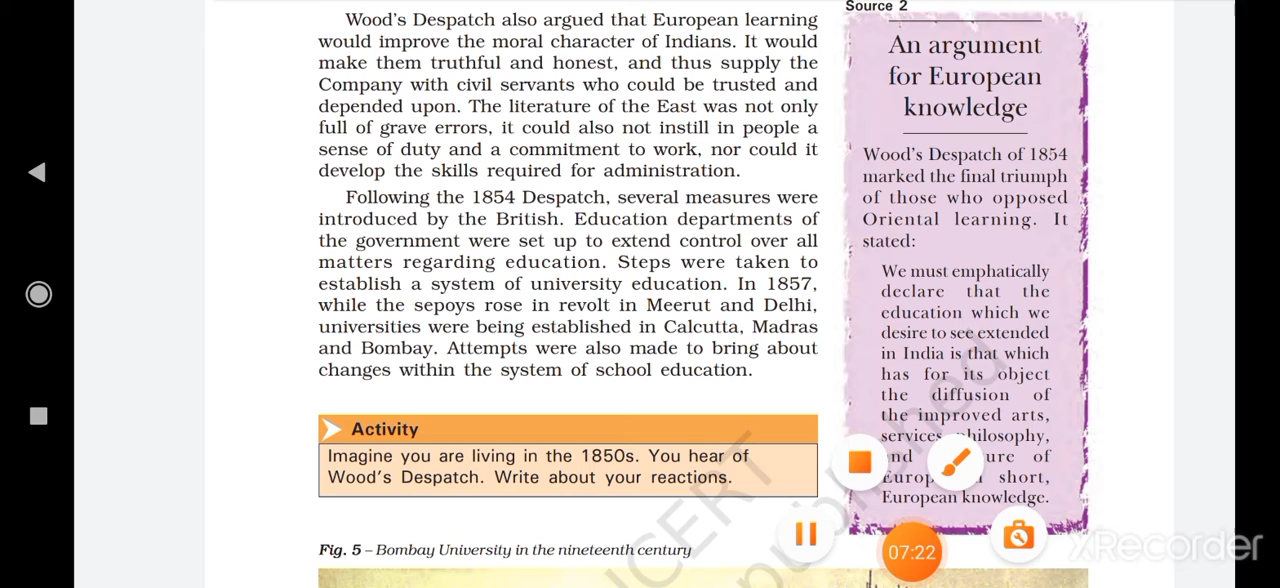 Wood's Despatch also argued that European learning
would improve the moral character of Indians. It would
make them truthful and honest, and thus supply the
Company with civil servants who could be trusted and
depended upon. The literature of the East was not only
full of grave errors, it could also not instill in people a
sense of duty and a commitment to work, nor could it
develop the skills required for administration.
Following the 1854 Despatch, several measures were
introduced by the British. Education departments of
the government were set up to extend control over all
matters regarding education. Steps were taken to
establish a system of university education. In 1857,
while the sepoys rose in revolt in Meerut and Delhi,
universities were being established in Calcutta, Madras
and Bombay. Attempts were also made to bring about
changes within the system of school education.
Activity
Imagine you are living in the 1850s. You hear of
Wood's Despatch. Write about your reactions.
Fig. 5 – Bombay University in the nineteenth century
Source 2
An argument
for European
knowledge
Wood's Despatch of 1854
marked the final triumph
of those who opposed
Oriental learning. It
stated:
We must emphatically
declare that the
education which we
desire to see extended
in India is that which
has for its object
the diffusion of
the improved arts,
services, philosophy,
of
short,
European knowledge.
NCERT
published
07:22
XRecorder